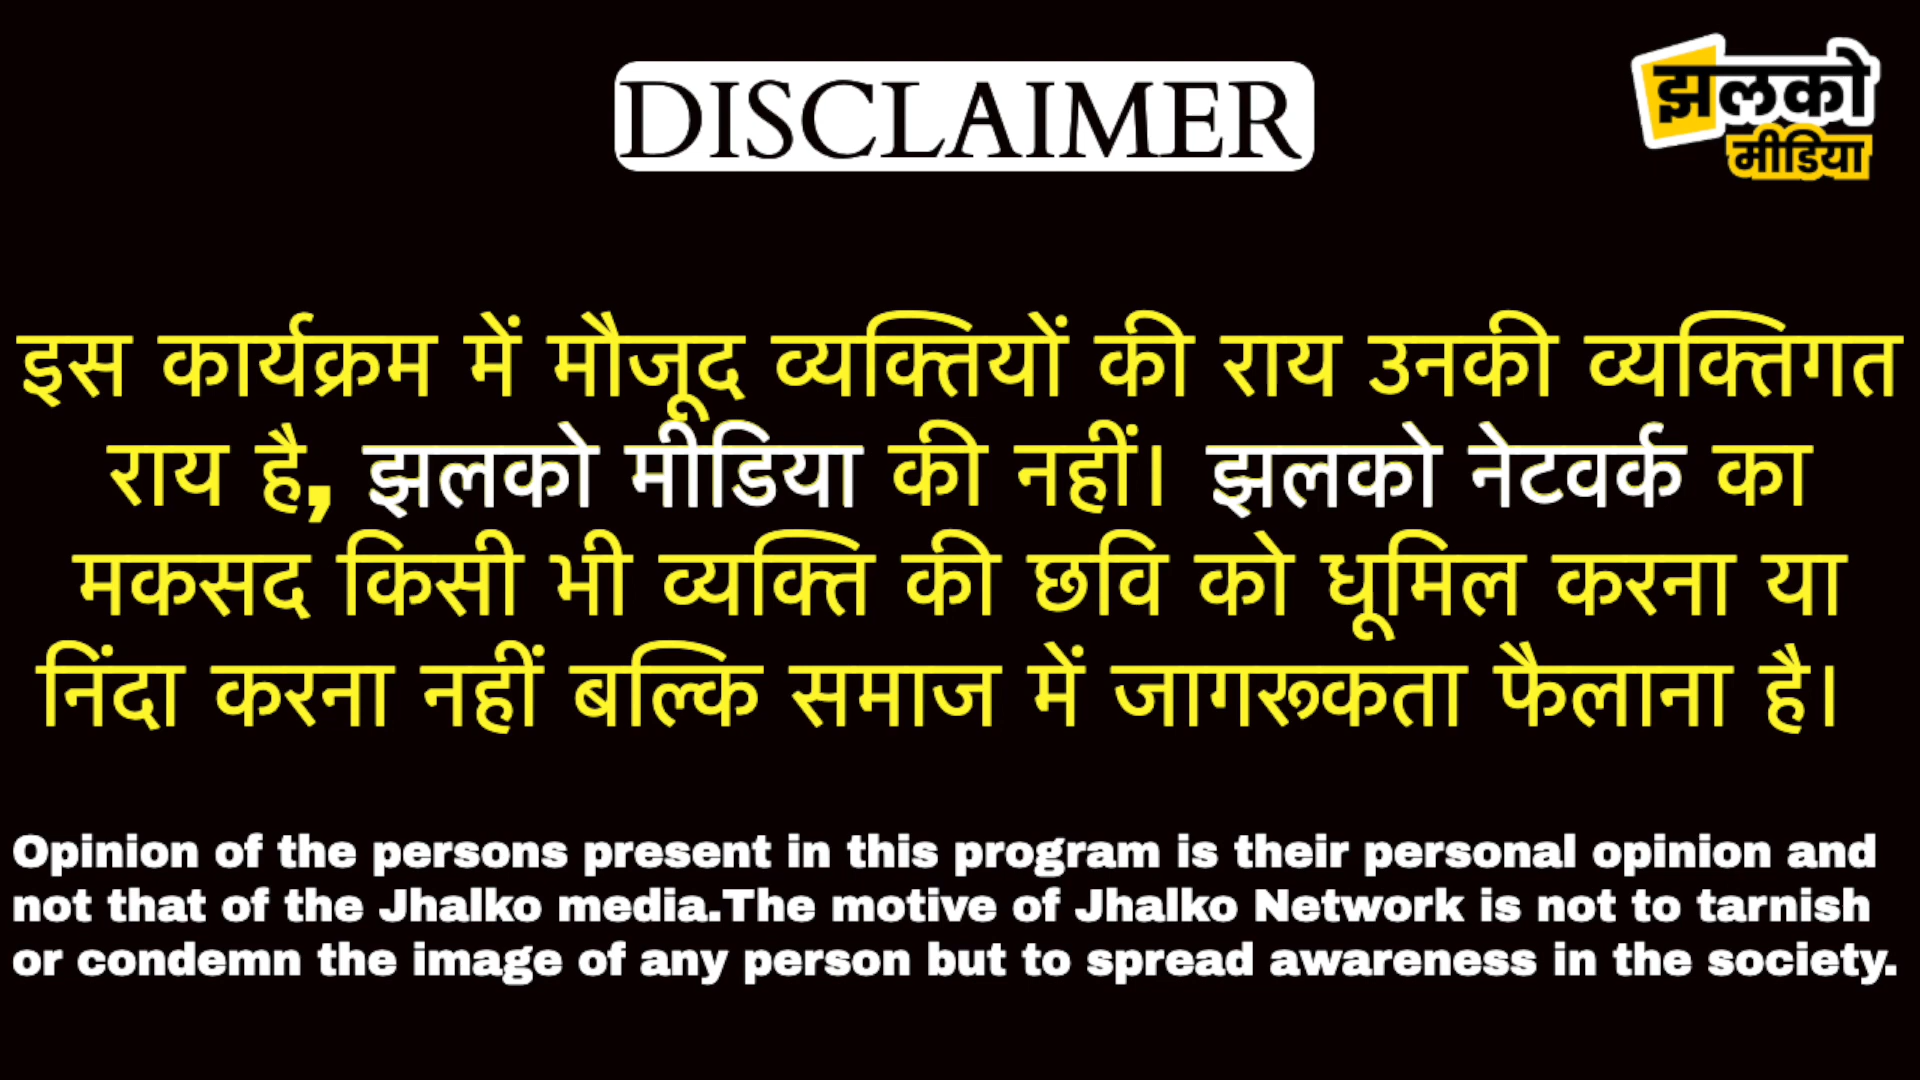 DISCLAIMER
झलको
मीडिया
इस कार्यक्रम में मौजूद व्यक्तियों की राय उनकी व्यक्तिगत
राय है, झलको मीडिया की नहीं। झलको नेटवर्क का
मकसद किसी भी व्यक्ति की छवि को धूमिल करना या
निंदा करना नहीं बल्कि समाज में जागरूकता फैलाना है।
Opinion of the persons present in this program is their personal opinion and
not that of the Jhalko media.The motive of Jhalko Network is not to tarnish
or condemn the image of any person but to spread awareness in the society.